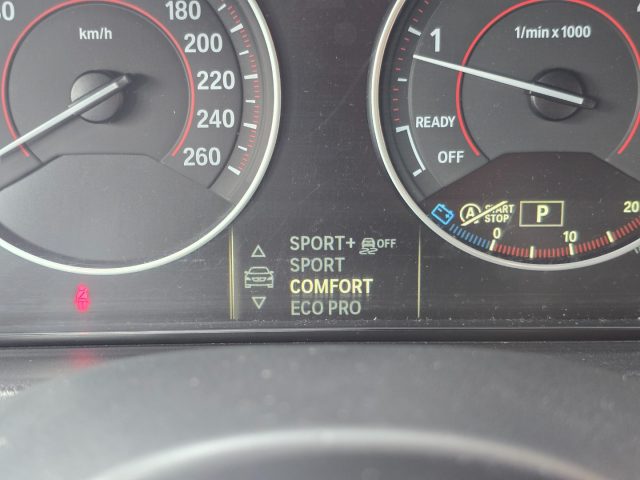 km/h
180
200
220
240
260
1/min x 1000
1
READY
OFF
A START
STOP
P
0
10
20
SPORT+ OFF
SPORT
COMFORT
ECO PRO